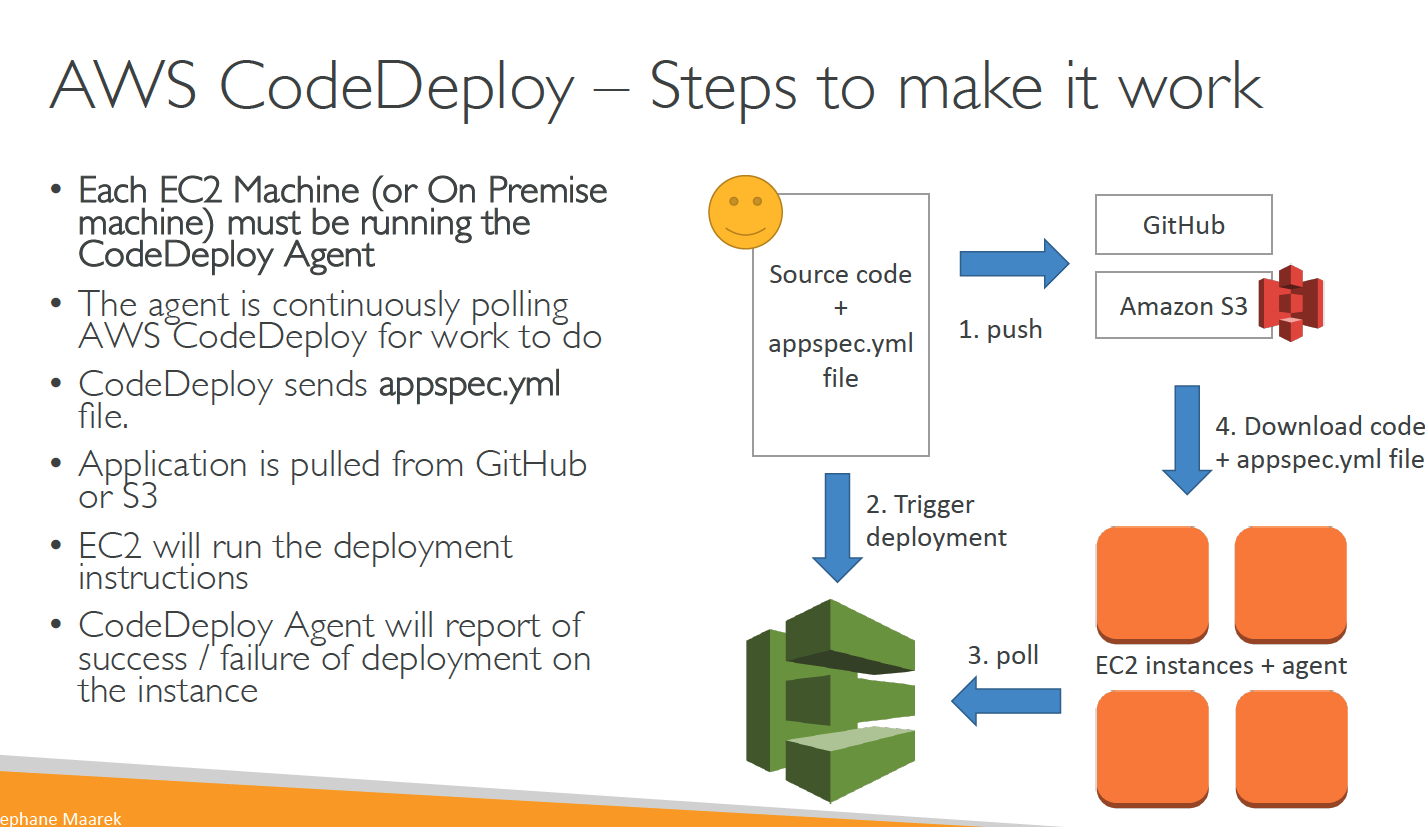 AWS CodeDeploy – Steps to make it work
• Each EC2 Machine (or On Premise
machine) must be running the
CodeDeploy Agent
• The agent is continuously polling
AWS CodeDeploy for work to do
• CodeDeploy sends appspec.yml
file.
• Application is pulled from GitHub
or S3
• EC2 will run the deployment
instructions
• CodeDeploy Agent will report of
success / failure of deployment on
the instance
Source code
+
appspec.yml
file
1. push
GitHub
Amazon S3
2. Trigger
deployment
4. Download code
+ appspec.yml file
3. poll
EC2 instances + agent
ephane Maarek